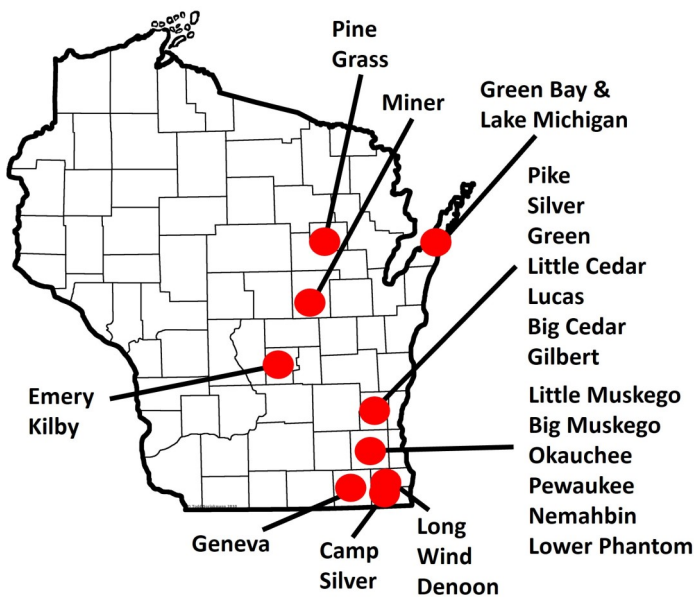 Pine
Grass
Miner
Green Bay &
Lake Michigan
Pike
Silver
Green
Little Cedar
Lucas
Big Cedar
Gilbert
Emery
Kilby
Little Muskego
Big Muskego
Okauchee
Pewaukee
Nemahbin
Lower Phantom
Geneva
Camp
Silver
Long
Wind
Denoon